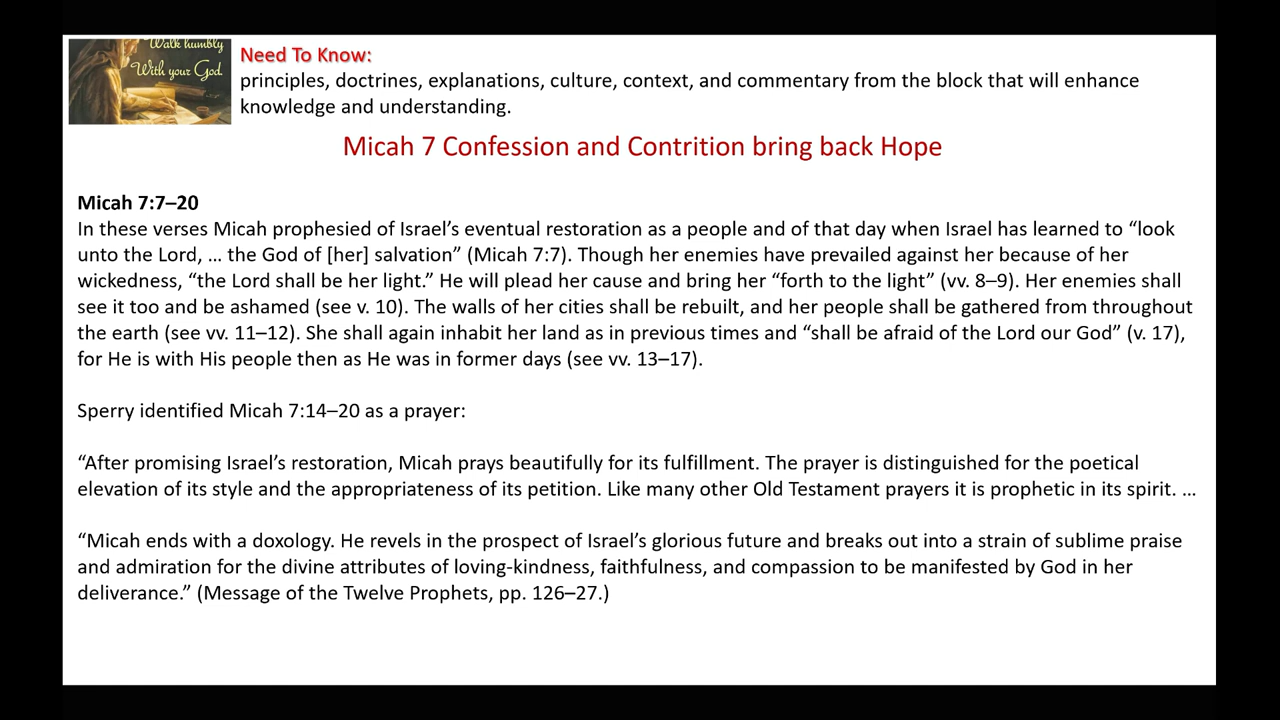 Walk humbly
With your God.
Need To Know:
principles, doctrines, explanations, culture, context, and commentary from the block that will enhance
knowledge and understanding.
Micah 7 Confession and Contrition bring back Hope
Micah 7:7–20
In these verses Micah prophesied of Israel’s eventual restoration as a people and of that day when Israel has learned to “look
unto the Lord, … the God of [her] salvation” (Micah 7:7). Though her enemies have prevailed against her because of her
wickedness, “the Lord shall be her light.” He will plead her cause and bring her “forth to the light” (vv. 8–9). Her enemies shall
see it too and be ashamed (see v. 10). The walls of her cities shall be rebuilt, and her people shall be gathered from throughout
the earth (see vv. 11–12). She shall again inhabit her land as in previous times and “shall be afraid of the Lord our God” (v. 17),
for He is with His people then as He was in former days (see vv. 13–17).
Sperry identified Micah 7:14–20 as a prayer:
“After promising Israel’s restoration, Micah prays beautifully for its fulfillment. The prayer is distinguished for the poetical
elevation of its style and the appropriateness of its petition. Like many other Old Testament prayers it is prophetic in its spirit. …
“Micah ends with a doxology. He revels in the prospect of Israel’s glorious future and breaks out into a strain of sublime praise
and admiration for the divine attributes of loving-kindness, faithfulness, and compassion to be manifested by God in her
deliverance.” (Message of the Twelve Prophets, pp. 126–27.)